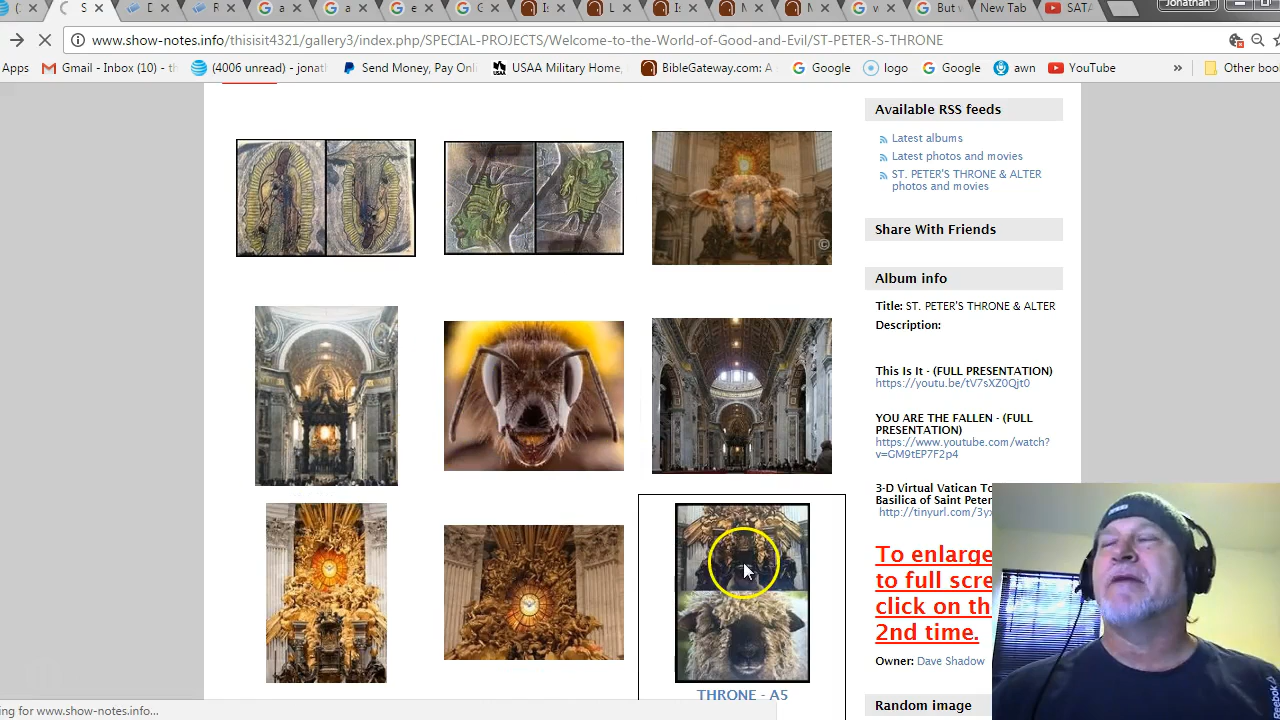 Jonathan
www.show-notes.info/thisisit4321/gallery3/index.php/SPECIAL-PROJECTS/Welcome-to-the-World-of-Good-and-Evil/ST-PETER-S-THRONE
Apps Gmail - Inbox (10) - t (4006 unread) - jonat Send Money, Pay Onli USAA Military Home, BibleGateway.com: A s Google logo Google awn YouTube » Other boo
New Tab
But v
SATA
Available RSS feeds
Latest albums
Latest photos and movies
ST. PETER'S THRONE & ALTER
photos and movies
Share With Friends
©
Album info
Title: ST. PETER'S THRONE & ALTER
Description:
This Is It - (FULL PRESENTATION)
https://youtu.be/tV7sXZ0Qjt0
YOU ARE THE FALLEN - (FULL
PRESENTATION)
https://www.youtube.com/watch?
v=GM9tEP7F2p4
3-D Virtual Vatican To
Basilica of Saint Peter
http://tinyurl.com/3yx
To enlarge
to full scre
click on th
2nd time.
Owner: Dave Shadow
THRONE - A5
Random image
ing for www.show-notes.info...
Reebok